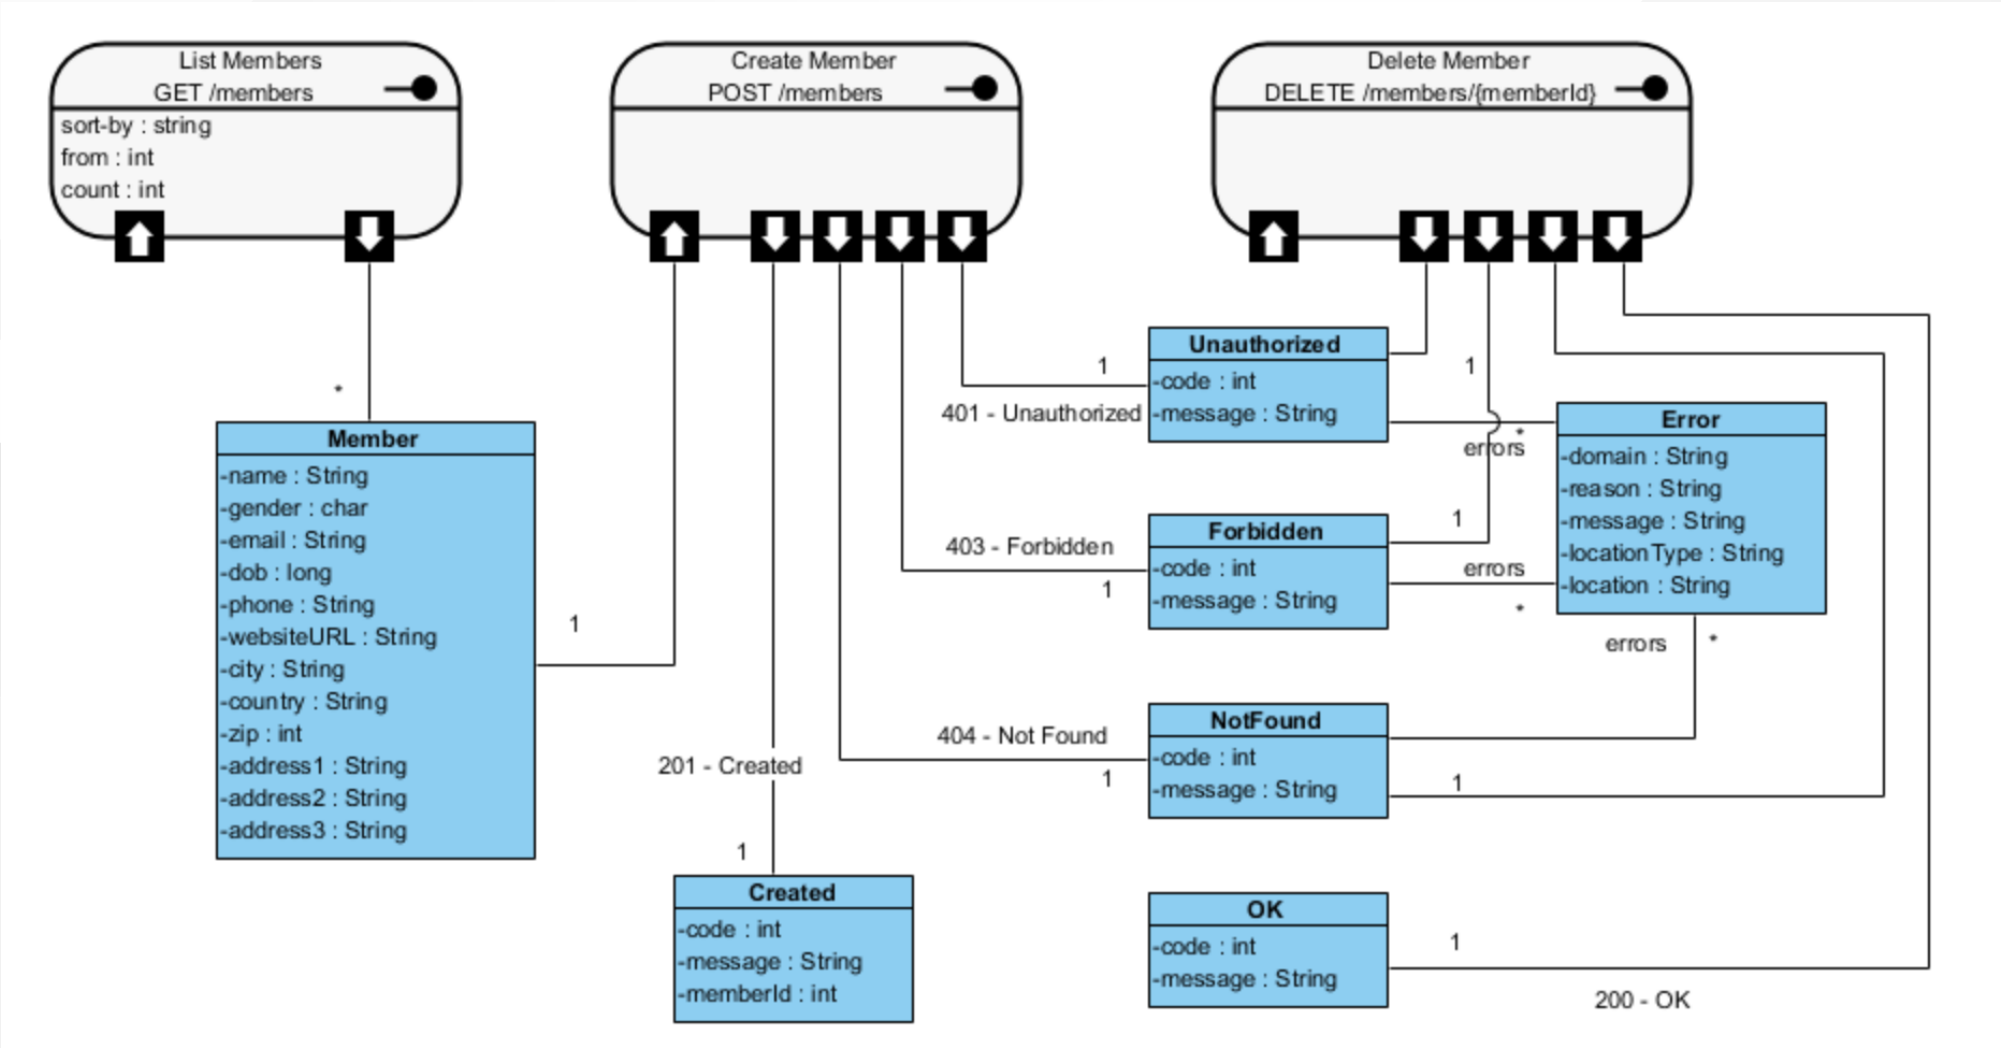 List Members
GET /members
sort-by : string
from : int
count : int
Create Member
POST /members
Delete Member
DELETE /members/{memberId}
*
Member
-name : String
-gender : char
-email : String
-dob : long
-phone : String
-websiteURL : String
-city : String
-country : String
-zip : int
-address1 : String
-address2 : String
-address3 : String
1
201 - Created
1
Created
-code : int
-message : String
-memberId : int
1
401 - Unauthorized
Unauthorized
-code : int
-message : String
1
*
errors
403 - Forbidden
1
Forbidden
-code : int
-message : String
1
errors
*
Error
-domain : String
-reason : String
-message : String
-locationType : String
-location : String
errors *
404 - Not Found
1
NotFound
-code : int
-message : String
1
OK
-code : int
-message : String
1
200 - OK